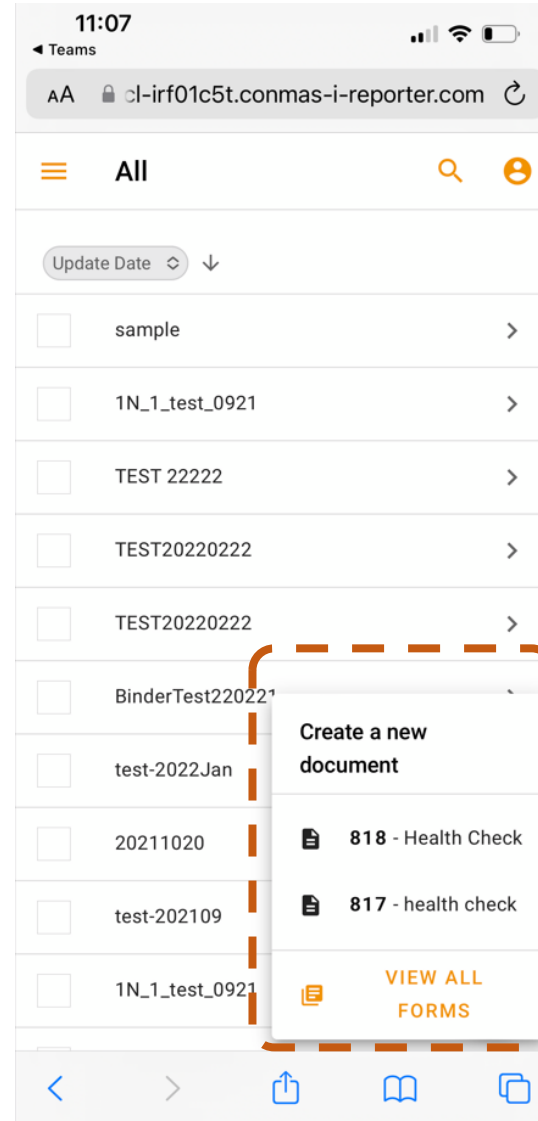 11:07
◀ Teams
AA cl-irf01c5t.conmas-i-reporter.com
All
Update Date
sample
1N_1_test_0921
TEST 22222
TEST20220222
TEST20220222
BinderTest220221
test-2022Jan
20211020
test-202109
1N_1_test_0921
Create a new
document
818 - Health Check
817 - health check
VIEW ALL
FORMS